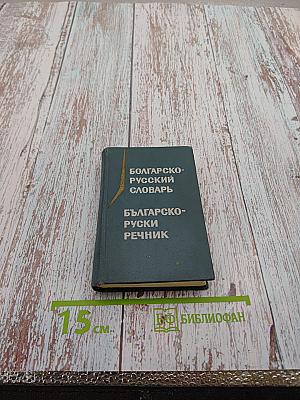 БОЛГАРСКО-
РУССКИЙ
СЛОВАРЬ
БЪЛГАРСКО-
РУСКИ
РЕЧНИК
15 см.
БИБЛИОФАН